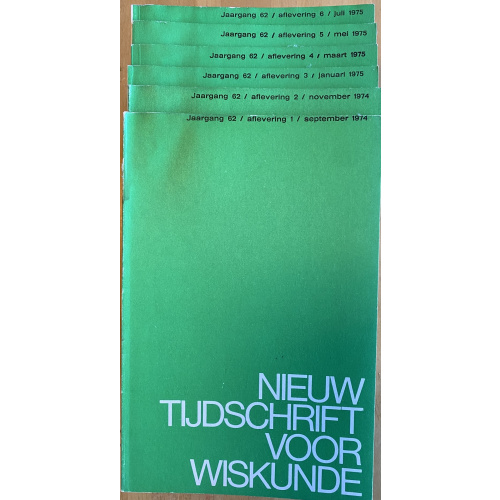 Jaargang 62 / aflevering 6 / juli 1975
Jaargang 62 / aflevering 5 / mei 1975
Jaargang 62 / aflevering 4 / maart 1975
Jaargang 62 / aflevering 3 / januari 1975
Jaargang 62 / aflevering 2 / november 1974
Jaargang 62 / aflevering 1 / september 1974
NIEUW
TIJDSCHRIFT
VOOR
WISKUNDE